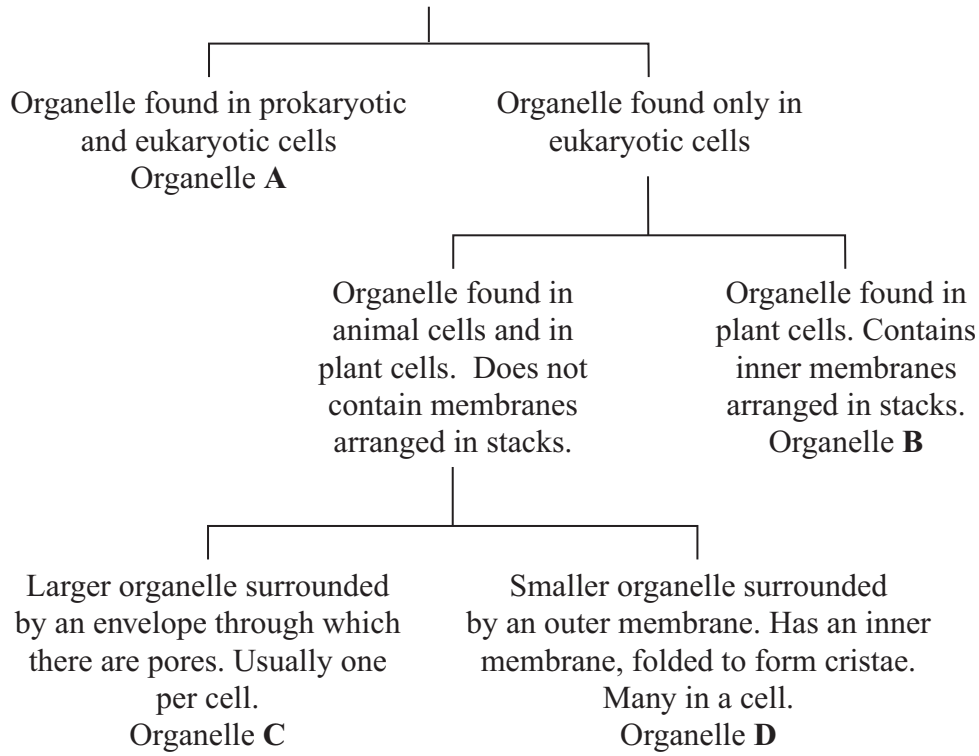 Organelle found in prokaryotic
and eukaryotic cells
Organelle A
Organelle found only in
eukaryotic cells
Organelle found in
animal cells and in
plant cells. Does not
contain membranes
arranged in stacks.
Organelle found in
plant cells. Contains
inner membranes
arranged in stacks.
Organelle B
Larger organelle surrounded
by an envelope through which
there are pores. Usually one
per cell.
Organelle C
Smaller organelle surrounded
by an outer membrane. Has an inner
membrane, folded to form cristae.
Many in a cell.
Organelle D